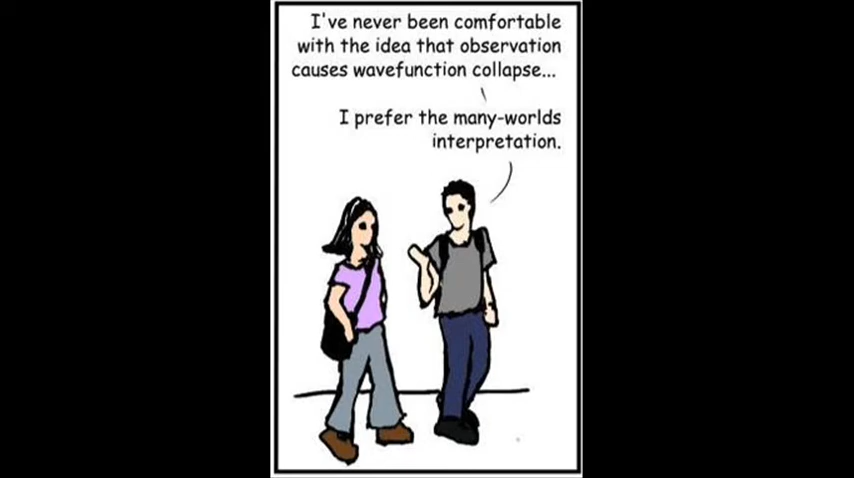 I've never been comfortable
with the idea that observation
causes wavefunction collapse...
I prefer the many-worlds
interpretation.